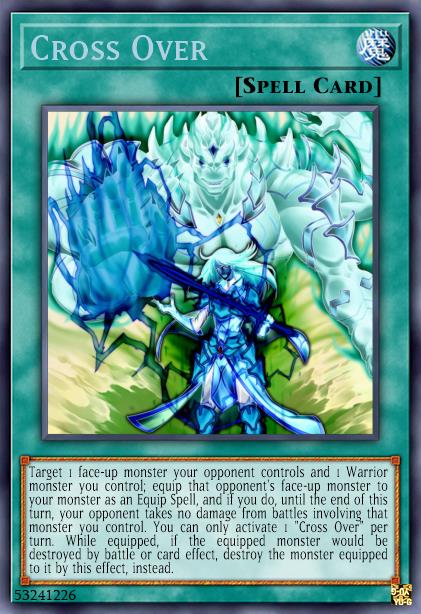 Cross Over
魔
[Spell Card]
Target 1 face-up monster your opponent controls and 1 Warrior
monster you control; equip that opponent's face-up monster to
your monster as an Equip Spell, and if you do, until the end of this
turn, your opponent takes no damage from battles involving that
monster you control. You can only activate 1 "Cross Over" per
turn. While equipped, if the equipped monster would be
destroyed by battle or card effect, destroy the monster equipped
to it by this effect, instead.
53241226